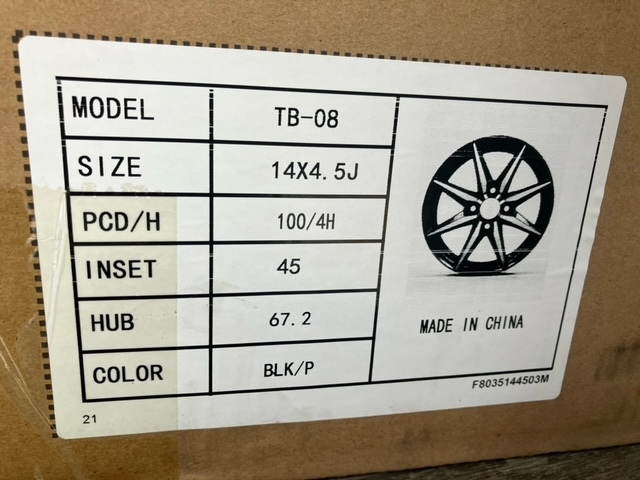 MODEL TB-08
SIZE 14X4.5J
PCD/H 100/4H
INSET 45
HUB 67.2
COLOR BLK/P
MADE IN CHINA
F8035144503M
21